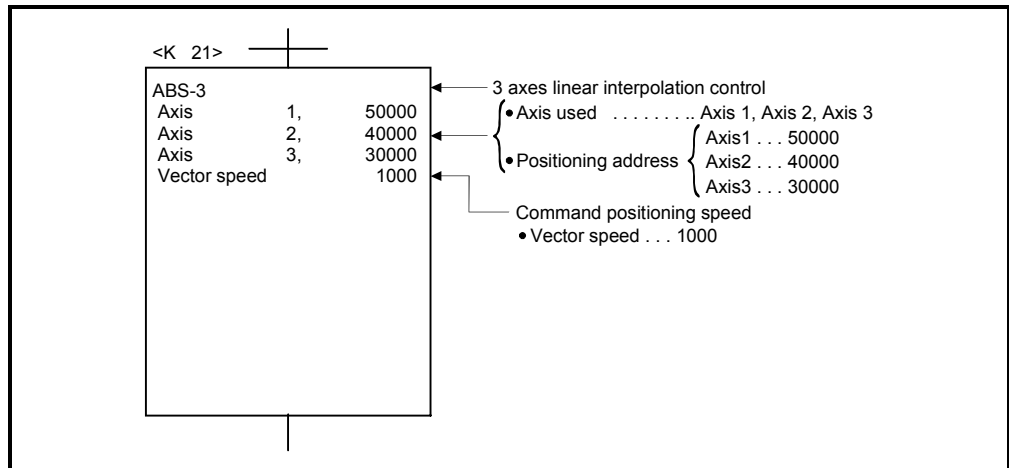 <K 21>
ABS-3
Axis 1, 50000
Axis 2, 40000
Axis 3, 30000
Vector speed 1000
3 axes linear interpolation control
• Axis used . . . . . . . .. Axis 1, Axis 2, Axis 3
• Positioning address
Axis1 . . . 50000
Axis2 . . . 40000
Axis3 . . . 30000
Command positioning speed
• Vector speed . . . 1000